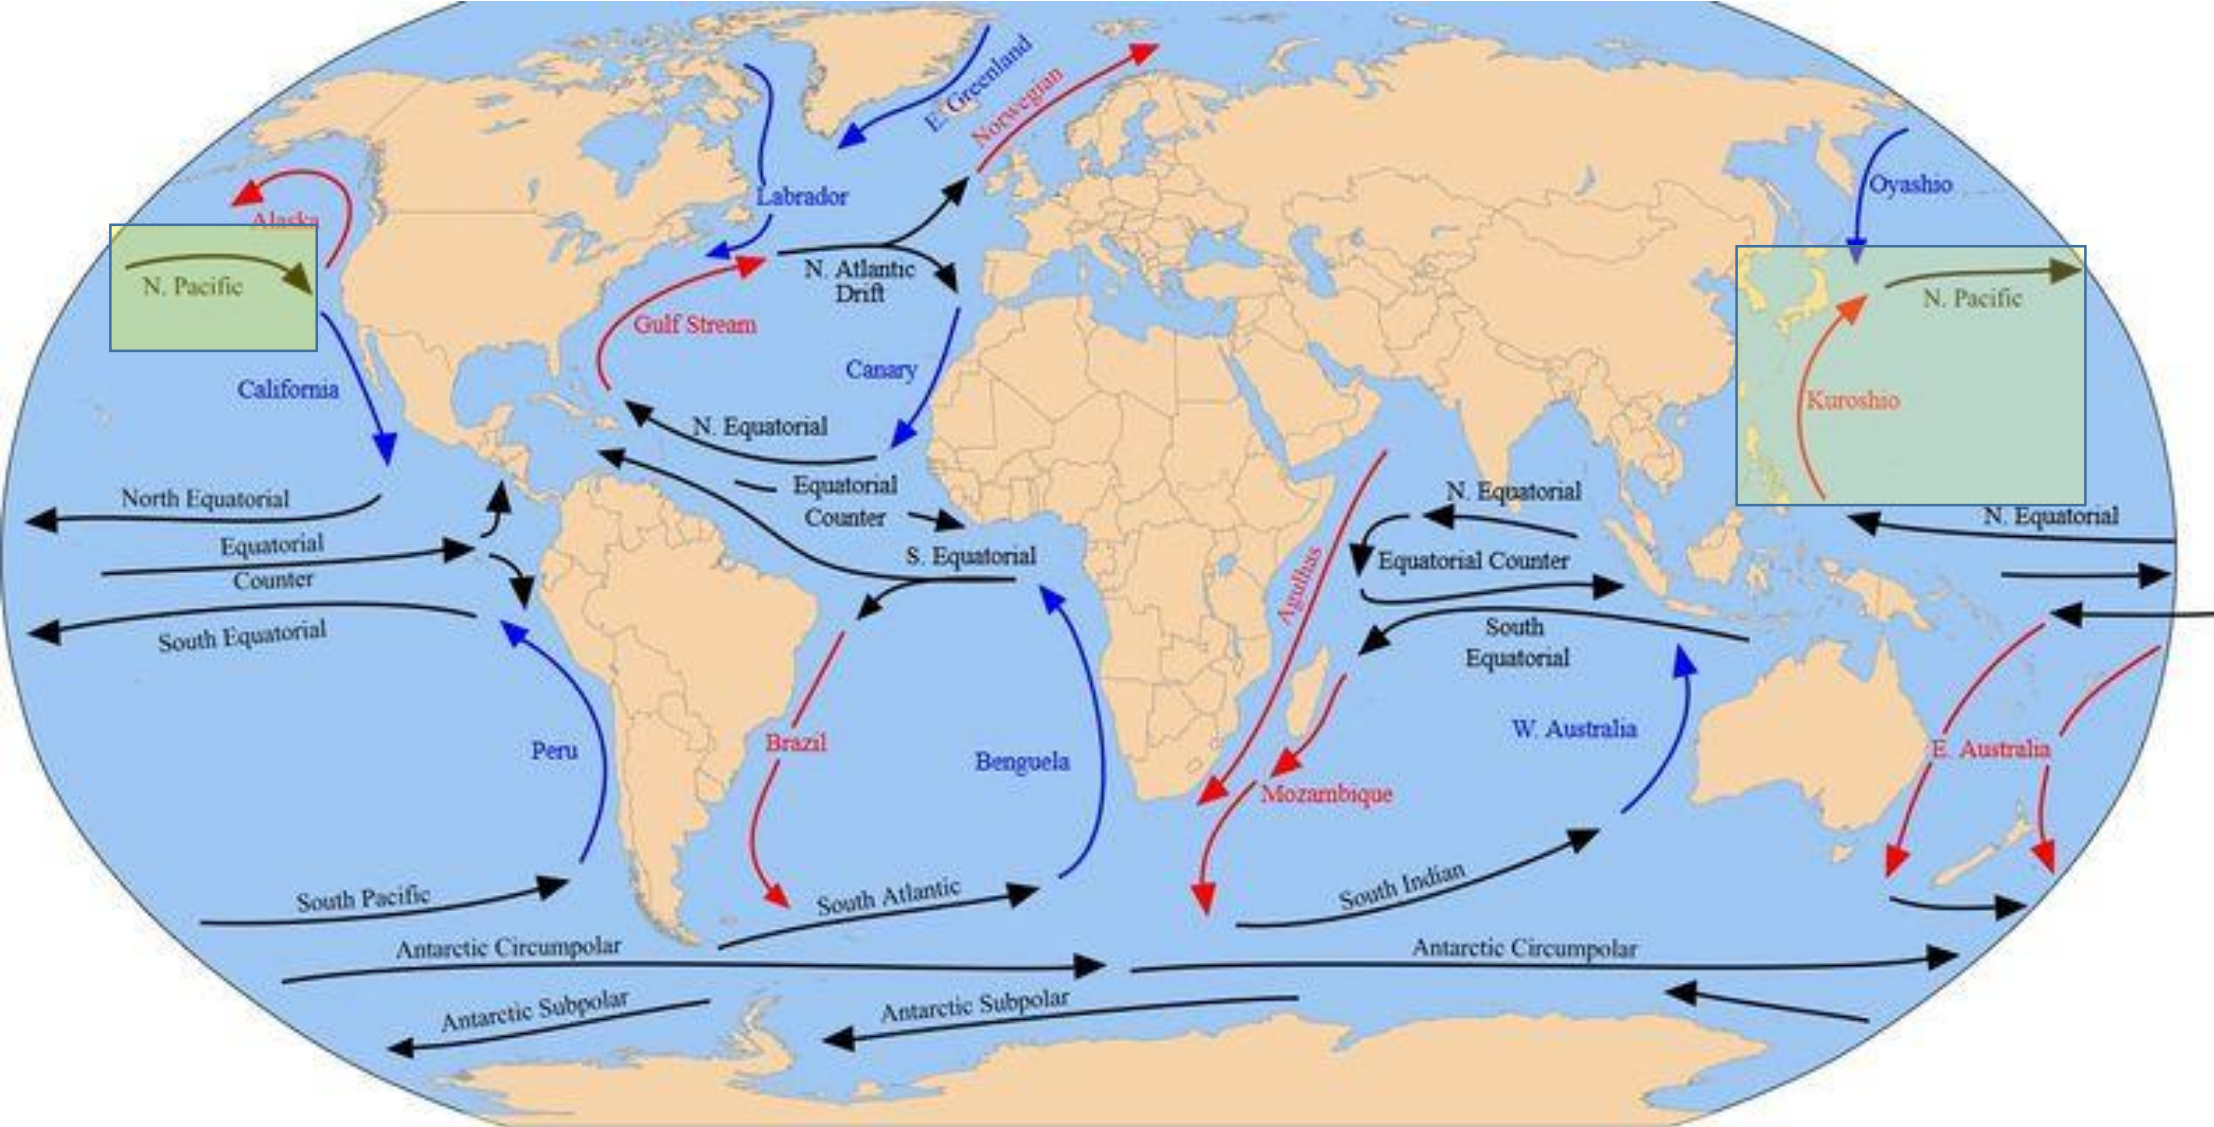 E. Greenland
Norwegian
Labrador
Oyashio
Alaska
N. Pacific
N. Atlantic
Drift
N. Pacific
Gulf Stream
Canary
California
Kuroshio
N. Equatorial
North Equatorial
Equatorial
Counter
N. Equatorial
N. Equatorial
Equatorial
Counter
S. Equatorial
Agulhas
Equatorial Counter
South Equatorial
South
Equatorial
Peru
Brazil
Benguela
W. Australia
E. Australia
Mozambique
South Pacific
South Atlantic
South Indian
Antarctic Circumpolar
Antarctic Circumpolar
Antarctic Subpolar
Antarctic Subpolar